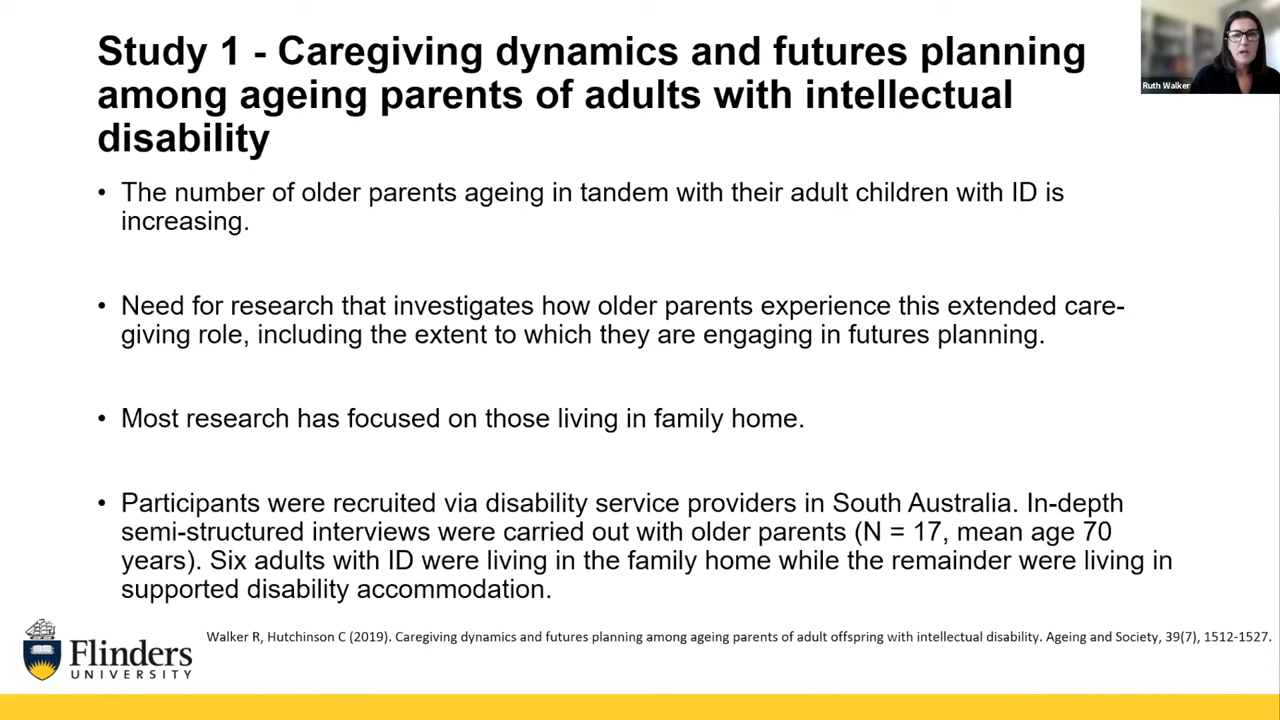 Study 1 - Caregiving dynamics and futures planning
among ageing parents of adults with intellectual
disability
Ruth Walker
• The number of older parents ageing in tandem with their adult children with ID is
increasing.
• Need for research that investigates how older parents experience this extended care-
giving role, including the extent to which they are engaging in futures planning.
• Most research has focused on those living in family home.
• Participants were recruited via disability service providers in South Australia. In-depth
semi-structured interviews were carried out with older parents (N = 17, mean age 70
years). Six adults with ID were living in the family home while the remainder were living in
supported disability accommodation.
Walker R, Hutchinson C (2019). Caregiving dynamics and futures planning among ageing parents of adult offspring with intellectual disability. Ageing and Society, 39(7), 1512-1527.
Flinders
UNIVERSITY